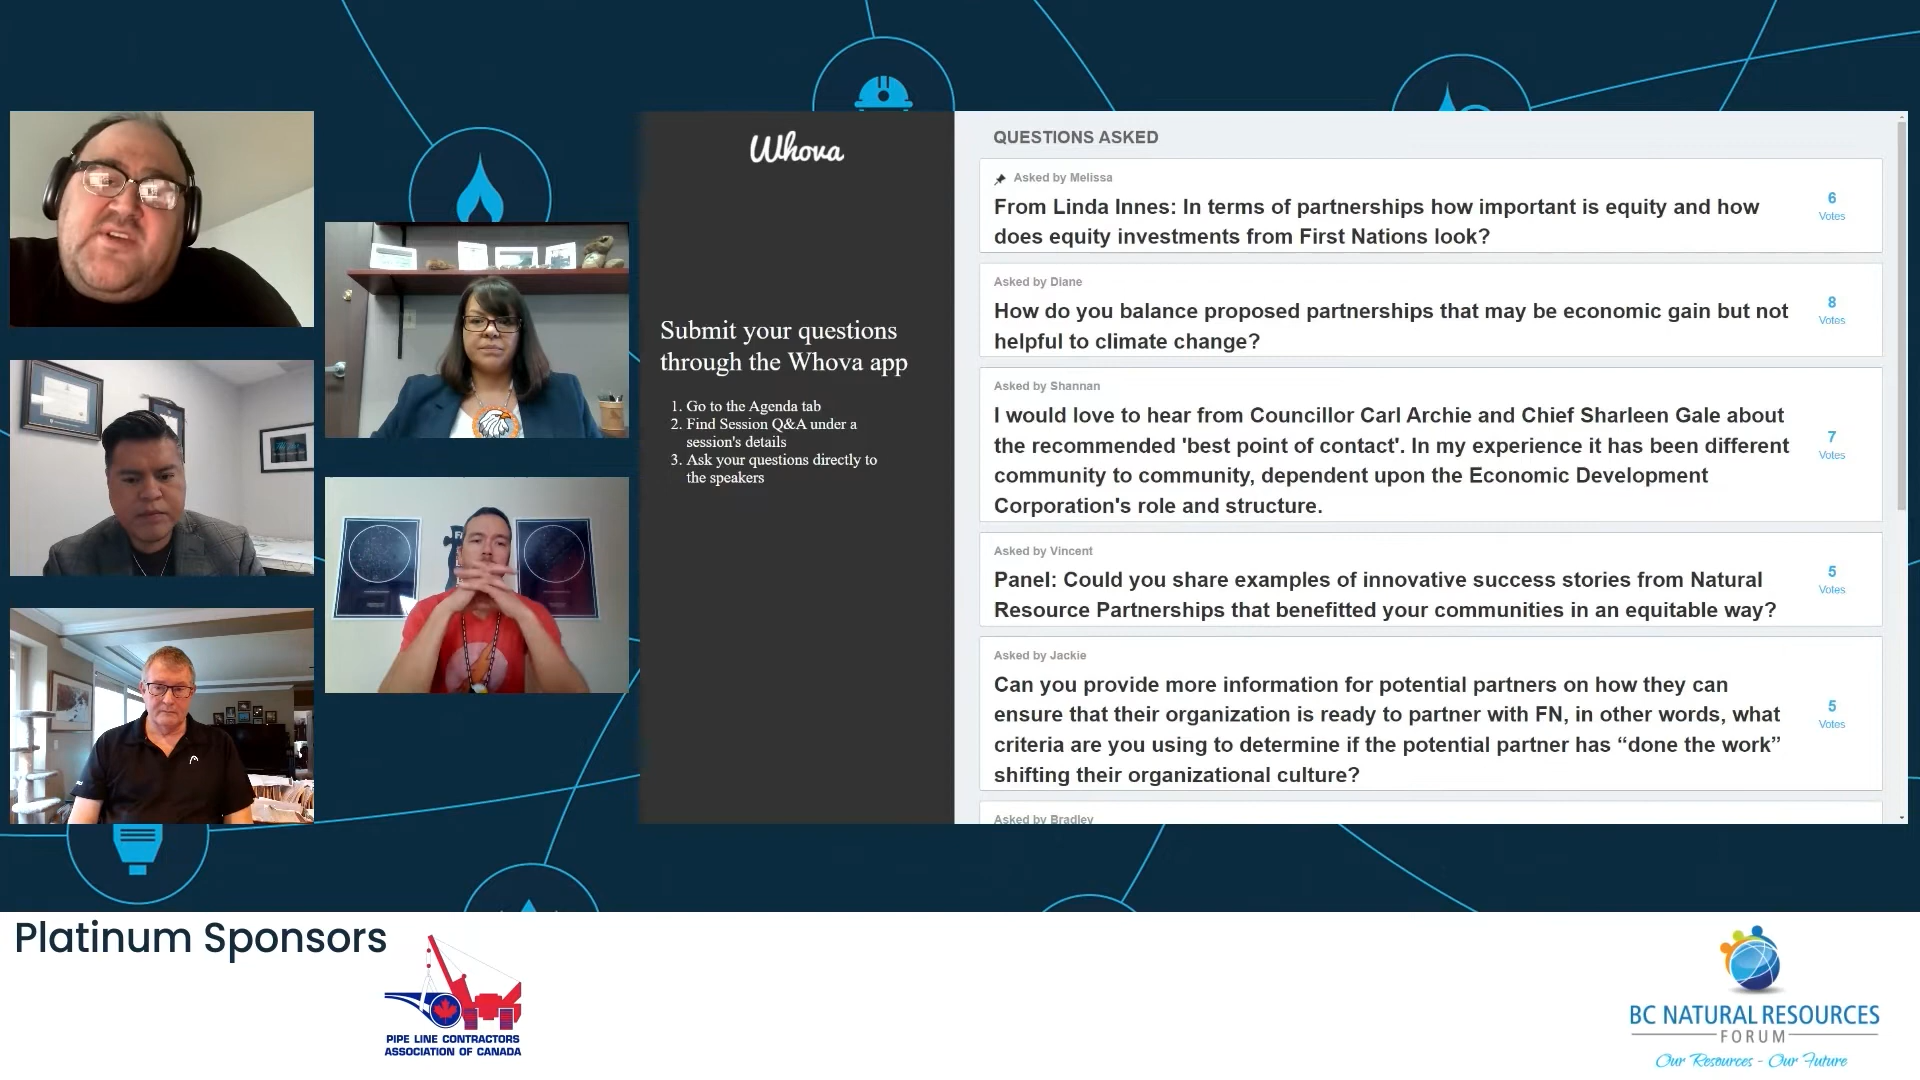 Whova
Submit your questions
through the Whova app
1. Go to the Agenda tab
2. Find Session Q&A under a
session's details
3. Ask your questions directly to
the speakers
QUESTIONS ASKED
Asked by Melissa
From Linda Innes: In terms of partnerships how important is equity and how
does equity investments from First Nations look?
6
Votes
Asked by Diane
How do you balance proposed partnerships that may be economic gain but not
helpful to climate change?
8
Votes
Asked by Shannan
I would love to hear from Councillor Carl Archie and Chief Sharleen Gale about
the recommended 'best point of contact'. In my experience it has been different
community to community, dependent upon the Economic Development
Corporation's role and structure.
7
Votes
Asked by Vincent
Panel: Could you share examples of innovative success stories from Natural
Resource Partnerships that benefitted your communities in an equitable way?
5
Votes
Asked by Jackie
Can you provide more information for potential partners on how they can
ensure that their organization is ready to partner with FN, in other words, what
criteria are you using to determine if the potential partner has “done the work”
shifting their organizational culture?
5
Votes
Asked by Bradley
Platinum Sponsors
PIPE LINE CONTRACTORS
ASSOCIATION OF CANADA
BC NATURAL RESOURCES
FORUM
Our Resources - Our Future